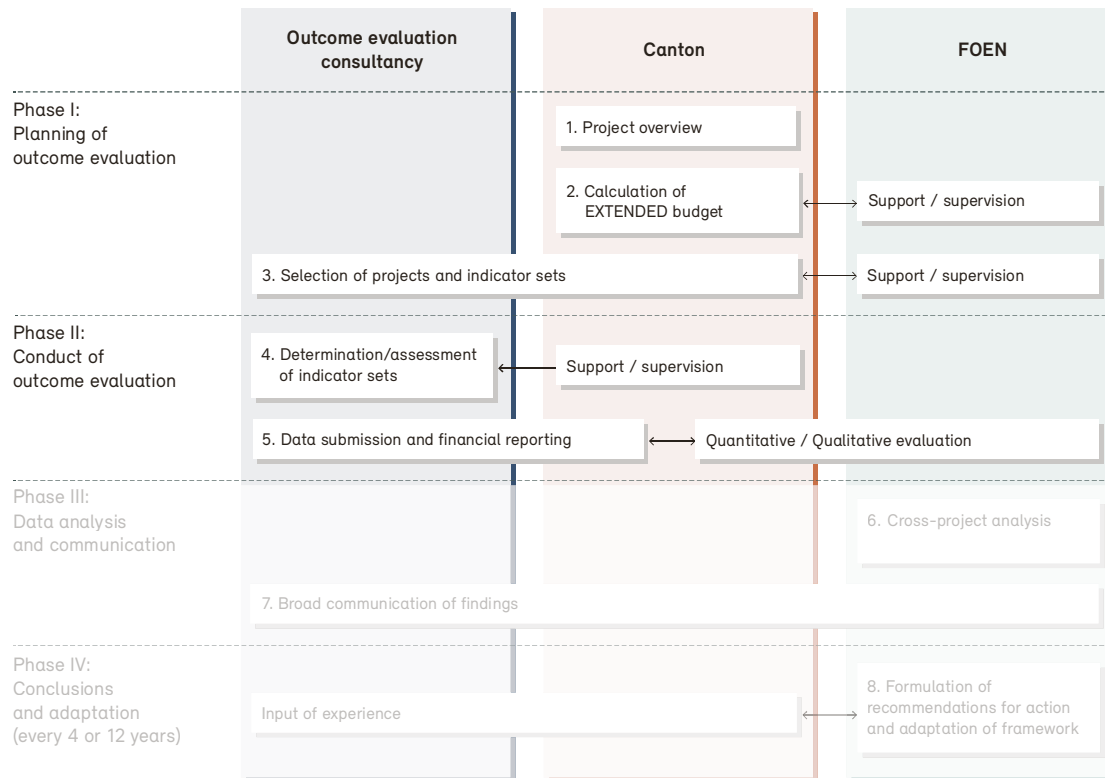 Outcome evaluation
consultancy
Canton
FOEN
Phase I:
Planning of
outcome evaluation
1. Project overview
2. Calculation of
EXTENDED budget
Support / supervision
3. Selection of projects and indicator sets
Support / supervision
Phase II:
Conduct of
outcome evaluation
4. Determination/assessment
of indicator sets
Support / supervision
5. Data submission and financial reporting
Quantitative / Qualitative evaluation
Phase III:
Data analysis
and communication
6. Cross-project analysis
7. Broad communication of findings
Phase IV:
Conclusions
and adaptation
(every 4 or 12 years)
Input of experience
8. Formulation of
recommendations for action
and adaptation of framework